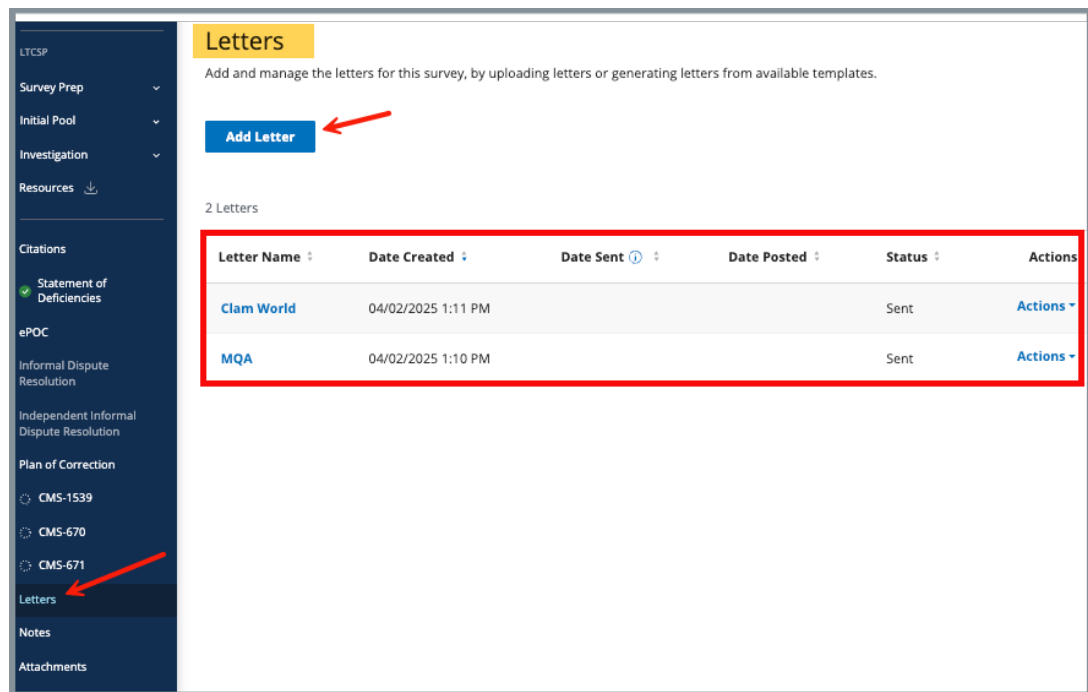 LTCSP
Survey Prep
Initial Pool
Investigation
Resources
Citations
Statement of
Deficiencies
ePOC
Informal Dispute
Resolution
Independent Informal
Dispute Resolution
Plan of Correction
CMS-1539
CMS-670
CMS-671
Letters
Notes
Attachments
Letters
Add and manage the letters for this survey, by uploading letters or generating letters from available templates.
Add Letter
2 Letters
Letter Name Date Created Date Sent Date Posted Status Actions
Clam World 04/02/2025 1:11 PM Sent Actions
MQA 04/02/2025 1:10 PM Sent Actions